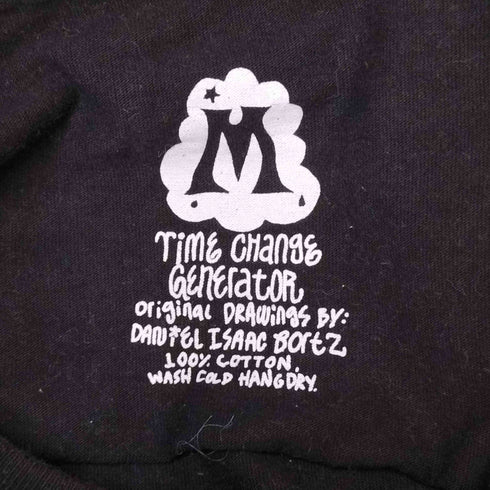 M
TIME CHANGE
GENERATOR
ORIGINAL DRAWINGS BY:
DANIEL ISAAC BORTZ
100% COTTON.
WASH COLD HANG DRY.